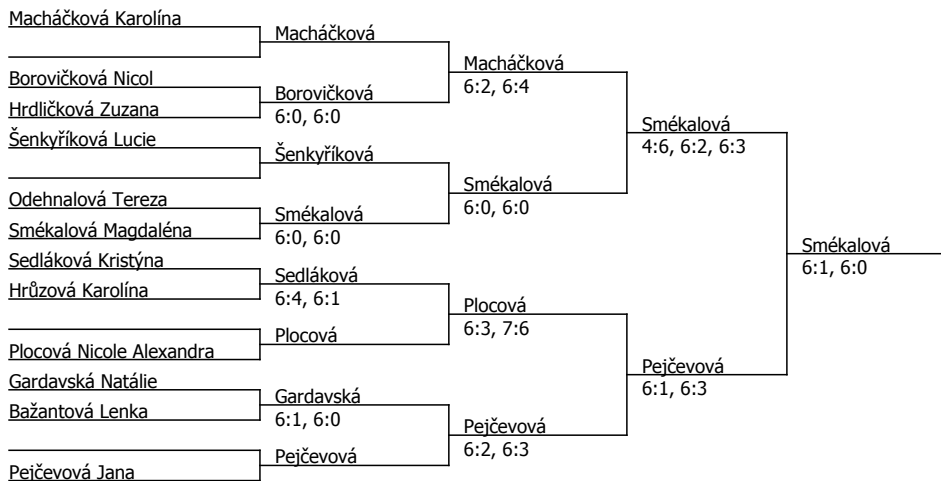 Macháčková Karolína
Borovičková Nicol
Hrdličková Zuzana
Šenkyříková Lucie
Odehnalová Tereza
Smékalová Magdaléna
Sedláková Kristýna
Hrůzová Karolína
Plocová Nicole Alexandra
Gardavská Natálie
Bažantová Lenka
Pejčevová Jana
Macháčková
Borovičková
6:0, 6:0
Šenkyříková
Smékalová
6:0, 6:0
Sedláková
6:4, 6:1
Plocová
Gardavská
6:1, 6:0
Pejčevová
Macháčková
6:2, 6:4
Smékalová
6:0, 6:0
Plocová
6:3, 7:6
Pejčevová
6:2, 6:3
Smékalová
4:6, 6:2, 6:3
Pejčevová
6:1, 6:3
Smékalová
6:1, 6:0